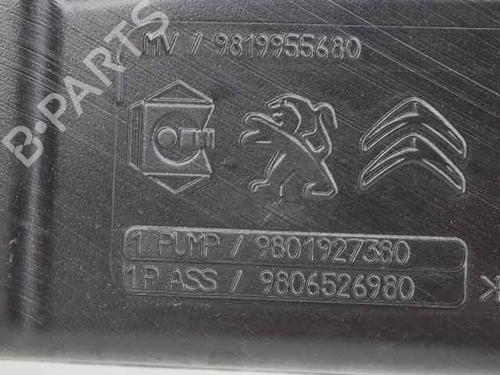 MV / 9819955680
B-PARTS
1 PUMP / 9801927380
1P ASS / 9806526980